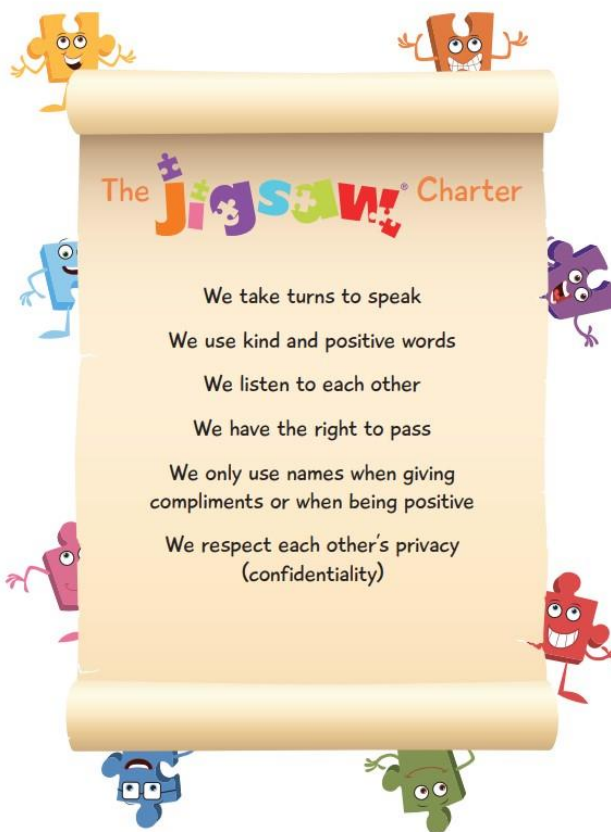 The jigsaw® Charter
We take turns to speak
We use kind and positive words
We listen to each other
We have the right to pass
We only use names when giving
compliments or when being positive
We respect each other's privacy
(confidentiality)